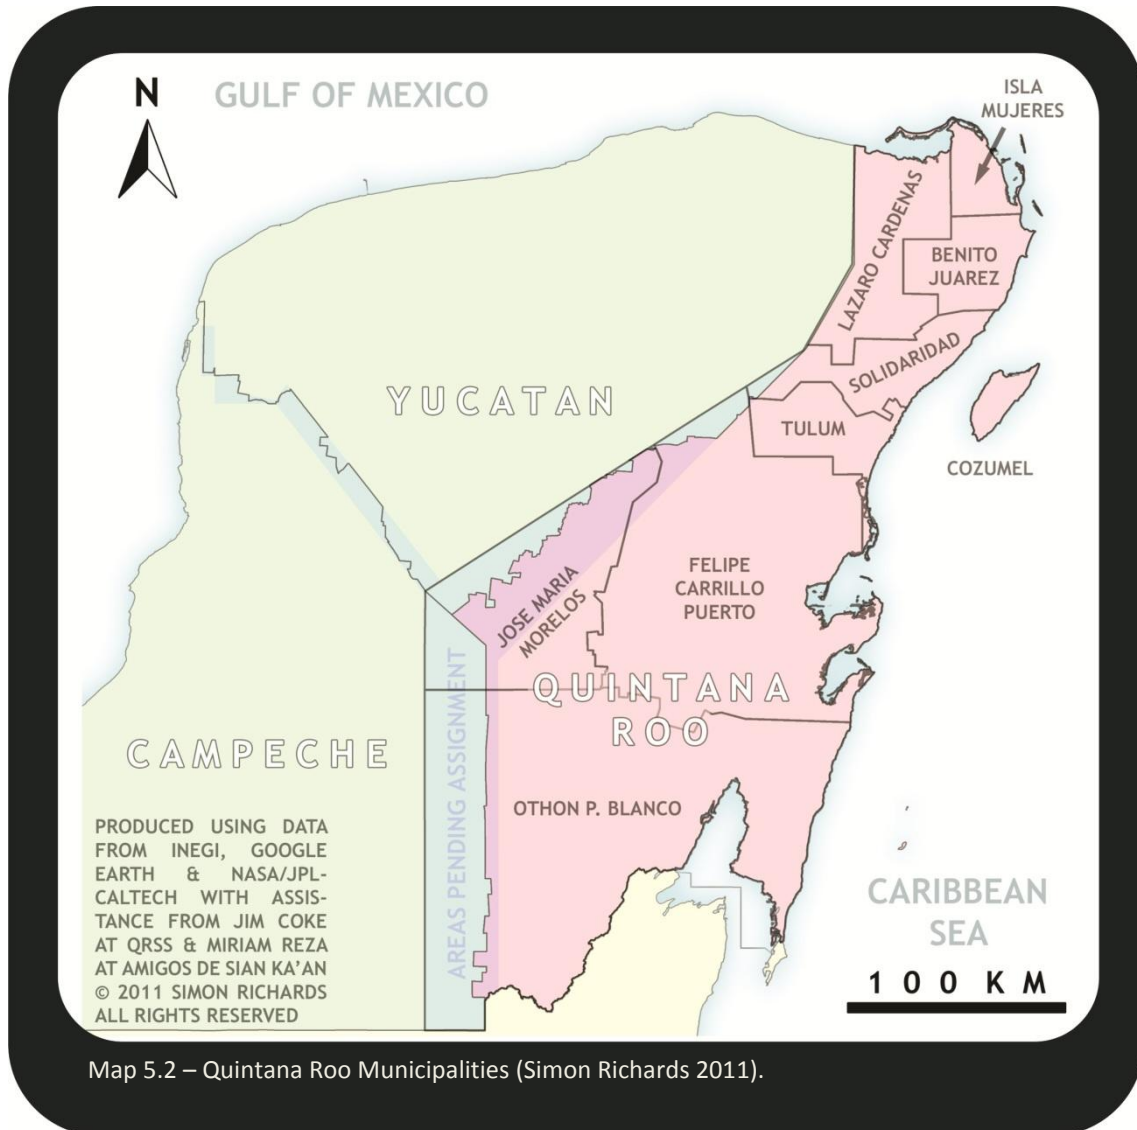 N
GULF OF MEXICO
ISLA
MUJERES
LAZARO CARDENAS
BENITO
JUAREZ
SOLIDARIDAD
YUCATAN
TULUM
COZUMEL
FELIPE
CARRILLO
PUERTO
JOSE MARIA
MORELOS
QUINTANA
ROO
AREAS PENDING ASSIGNMENT
CAMPECHE
OTHON P. BLANCO
PRODUCED USING DATA
FROM INEGI, GOOGLE
EARTH & NASA/JPL-
CALTECH WITH ASSIS-
TANCE FROM JIM COKE
AT QRSS & MIRIAM REZA
AT AMIGOS DE SIAN KA'AN
© 2011 SIMON RICHARDS
ALL RIGHTS RESERVED
CARIBBEAN
SEA
100 KM
Map 5.2 – Quintana Roo Municipalities (Simon Richards 2011).